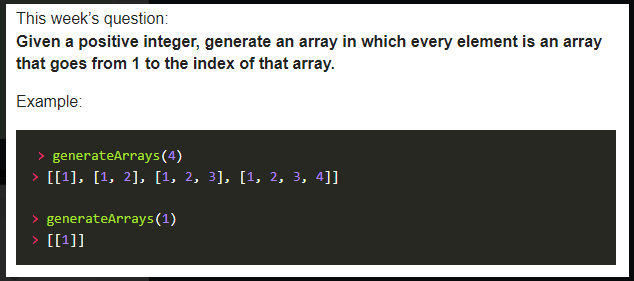 This week's question:
Given a positive integer, generate an array in which every element is an array
that goes from 1 to the index of that array.
Example:
> generateArrays(4)
> [[1], [1, 2], [1, 2, 3], [1, 2, 3, 4]]
> generateArrays(1)
> [[1]]